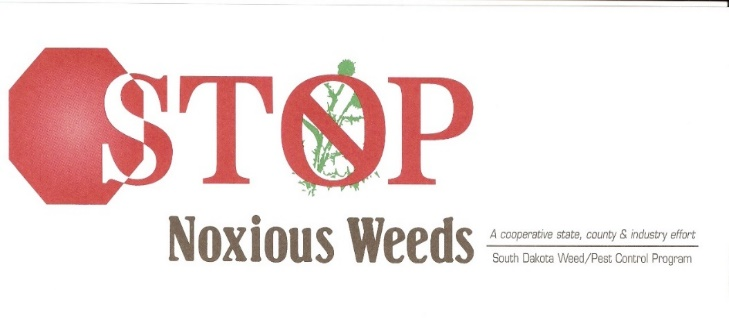 STOP
Noxious Weeds
A cooperative state, county & industry effort
South Dakota Weed/Pest Control Program